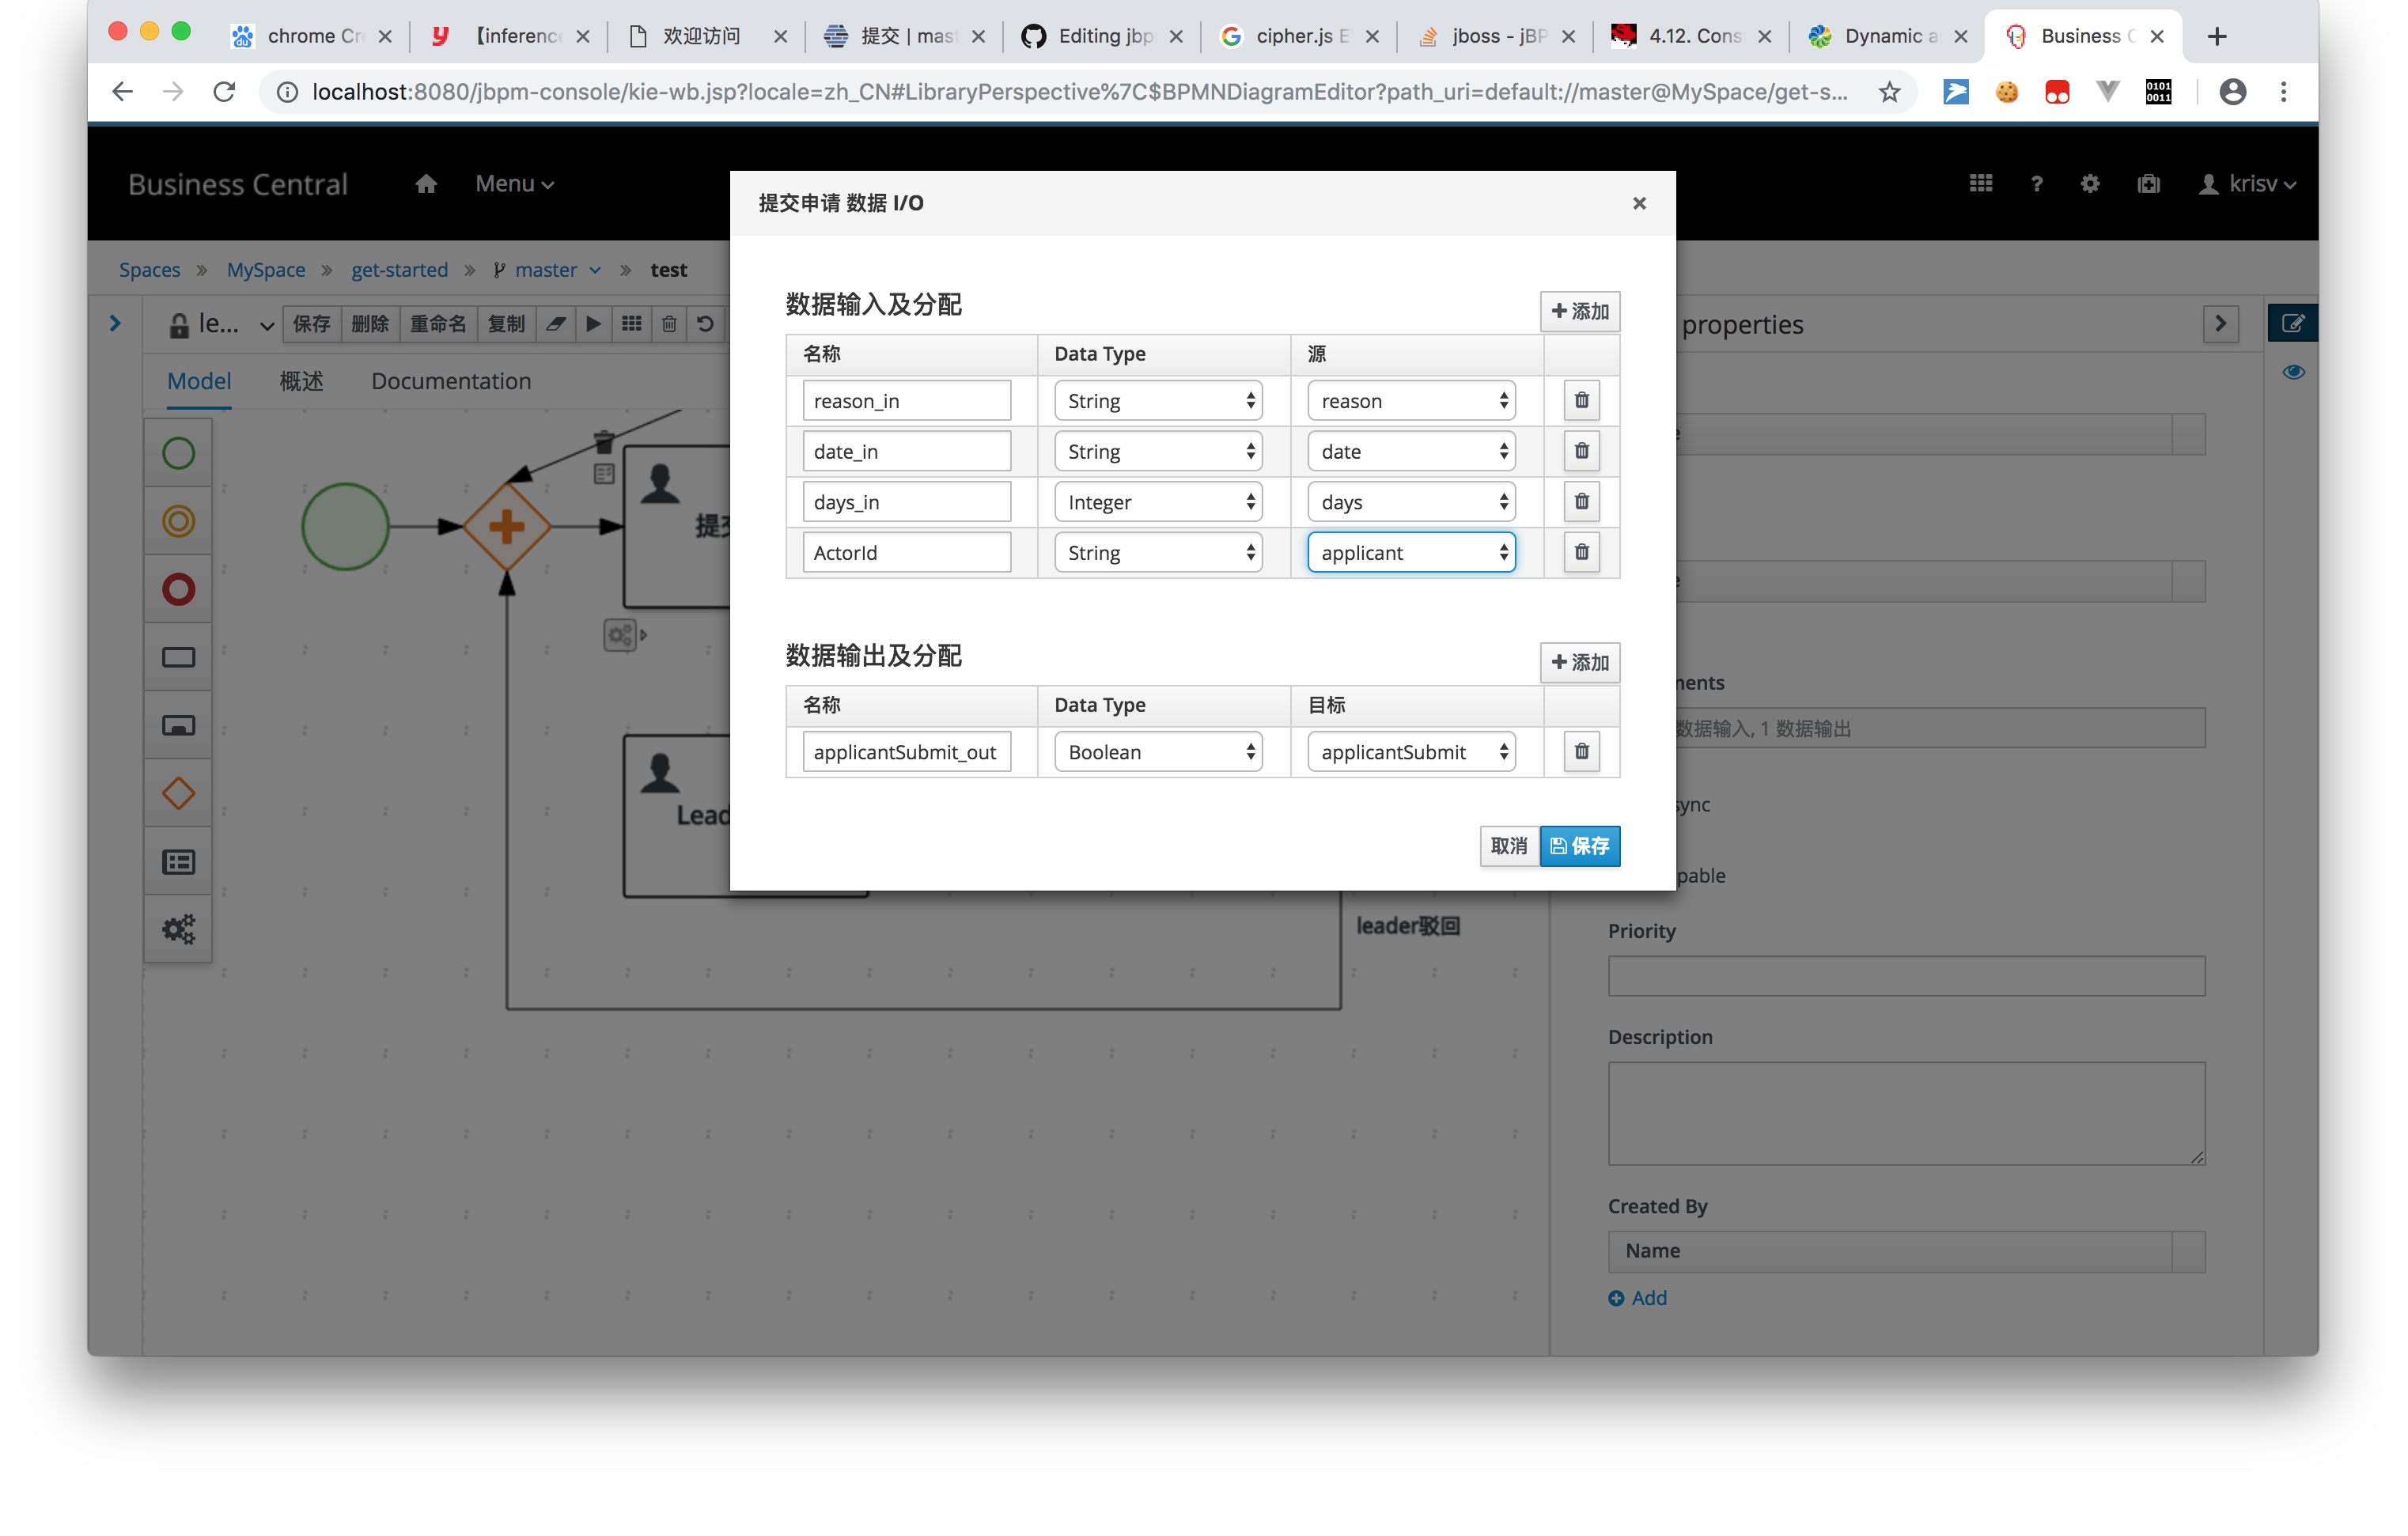 chrome Cr
【inference
欢迎访问
提交 | mas
Editing jbp
cipher.js E
jboss - jBP
4.12. Cons
Dynamic a
Business C
localhost:8080/jbpm-console/kie-wb.jsp?locale=zh_CN#LibraryPerspective%7C$BPMNDiagramEditor?path_uri=default://master@MySpace/get-s...
0101
0011
Business Central
Menu
krisv
提交申请 数据 I/O
Spaces » MySpace » get-started » master » test
le...
保存
删除
重命名
复制
properties
Model
概述
Documentation
数据输入及分配
添加
名称 Data Type 源
reason_in String reason
date_in String date
days_in Integer days
ActorId String applicant
提交
数据输出及分配
添加
名称 Data Type 目标
applicantSubmit_out Boolean applicantSubmit
取消
保存
Lead
leader驳回
ments
数据输入, 1 数据输出
sync
pable
Priority
Description
Created By
Name
Add